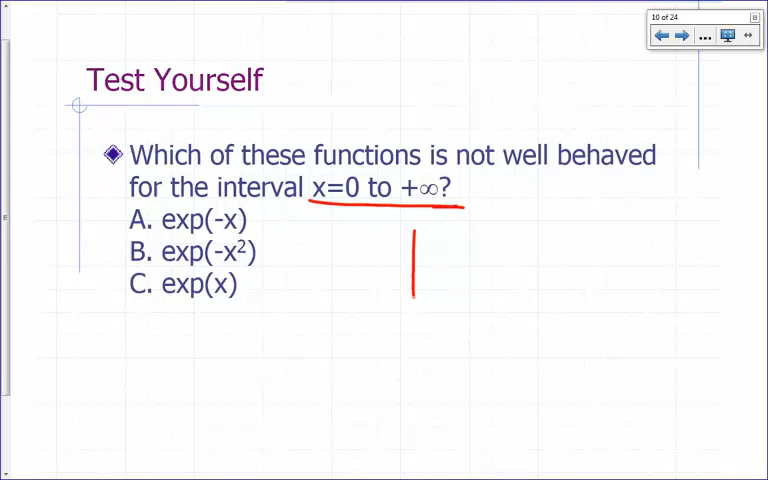 10 of 24
Test Yourself
Which of these functions is not well behaved
for the interval x=0 to +∞?
A. exp(-x)
B. exp(-x²)
C. exp(x)